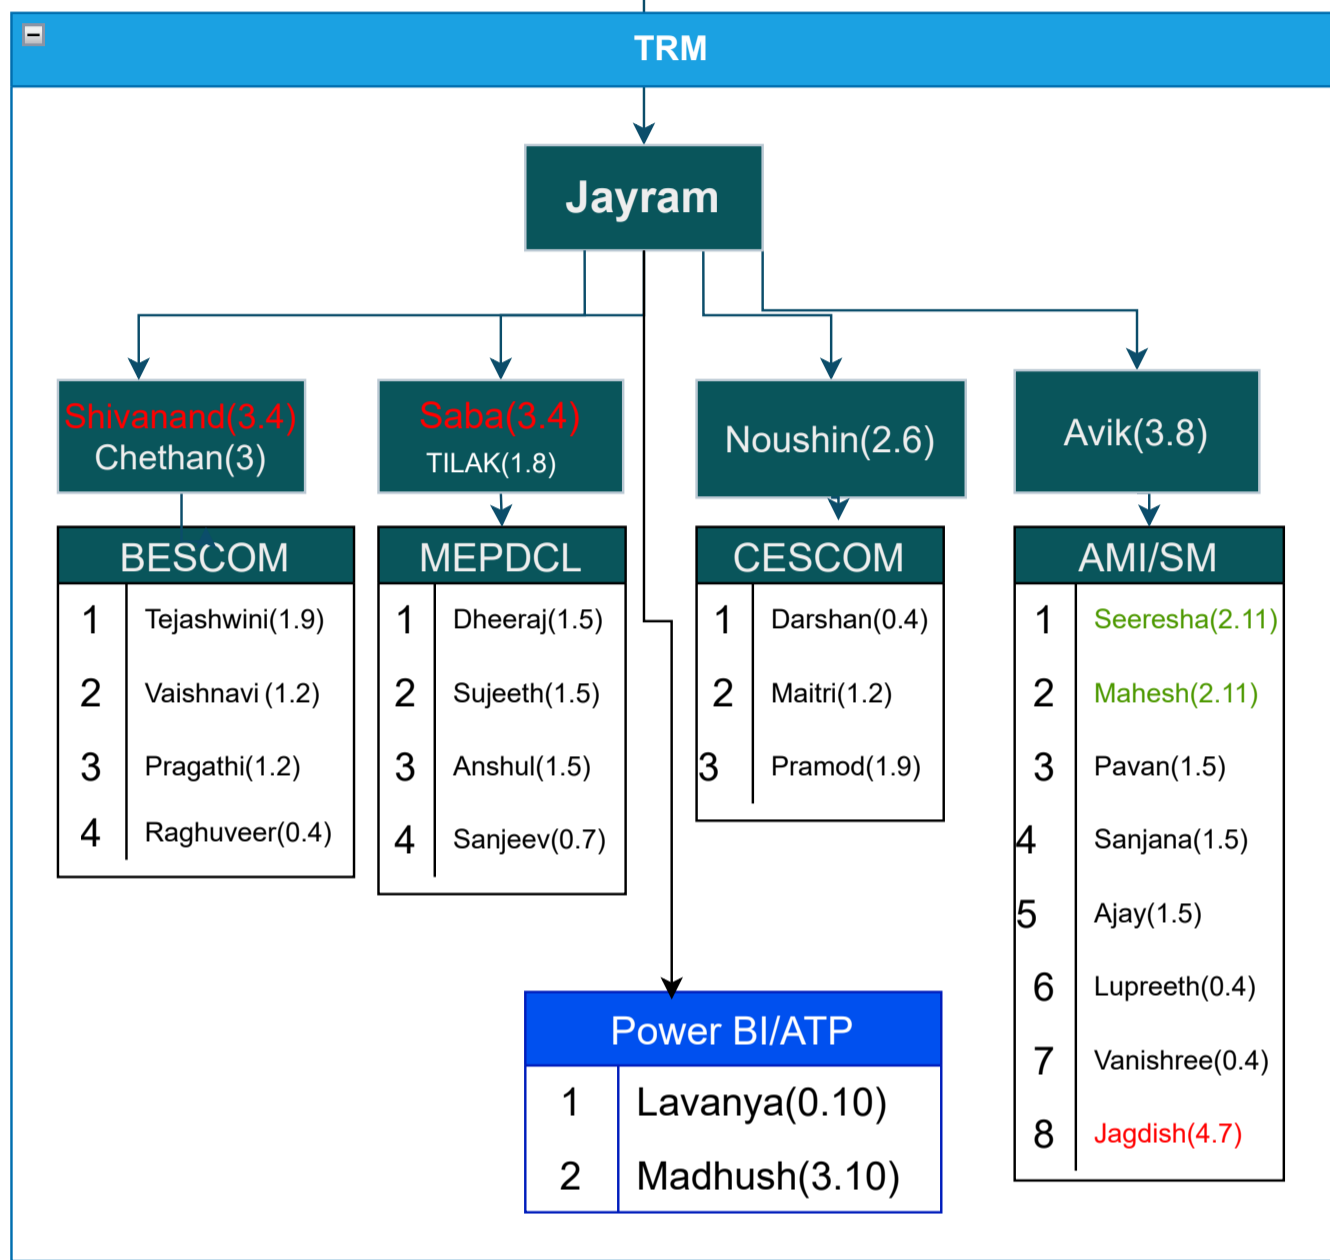 TRM
Jayram
Shivanand(3.4)
Chethan(3)
Saba(3.4)
TILAK(1.8)
Noushin(2.6)
Avik(3.8)
BESCOM
1 Tejashwini(1.9)
2 Vaishnavi (1.2)
3 Pragathi(1.2)
4 Raghuveer(0.4)
MEPDCL
1 Dheeraj(1.5)
2 Sujeeth(1.5)
3 Anshul(1.5)
4 Sanjeev(0.7)
CESCOM
1 Darshan(0.4)
2 Maitri(1.2)
3 Pramod(1.9)
AMI/SM
1 Seeresha(2.11)
2 Mahesh(2.11)
3 Pavan(1.5)
4 Sanjana(1.5)
5 Ajay(1.5)
6 Lupreeth(0.4)
7 Vanishree(0.4)
8 Jagdish(4.7)
Power BI/ATP
1 Lavanya(0.10)
2 Madhush(3.10)